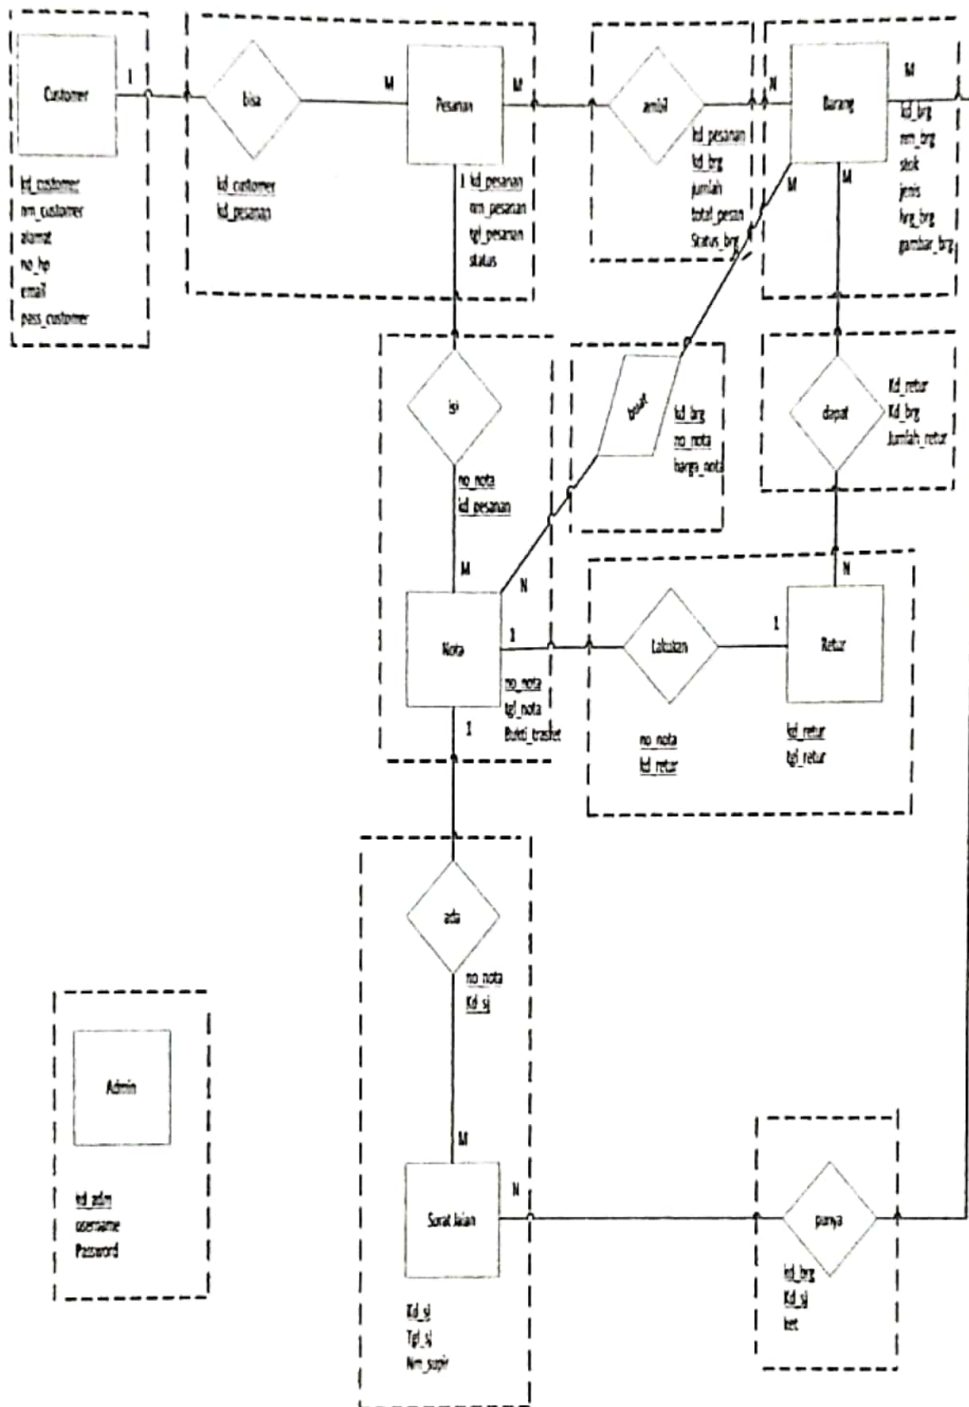 Customer
1
bisa
M
Pesanan
M
ambil
N
Barang
M
kd_customer
nm_customer
alamat
no_hp
email
pass_customer
kd_customer
kd_pesanan
1
kd_pesanan
nm_pesanan
tgl_pesanan
status
kd_pesanan
kd_brg
jumlah
total_pesan
Status_brg
M
M
kd_brg
nm_brg
stok
jenis
hrg_brg
gambar_brg
isi
no_nota
kd_pesanan
M
kd_brg
no_nota
harga_nota
N
dapat
Kd_retur
Kd_brg
Jumlah_retur
N
Nota
1
Lakukan
1
Retur
no_nota
tgl_nota
Bukti_trasfet
1
no_nota
kd_retur
kd_retur
tgl_retur
ada
no_nota
Kd_sj
M
Admin
kd_adm
username
Password
Surat Jalan
N
punya
Kd_sj
Tgl_sj
Nm_supir
kd_brg
Kd_sj
ket